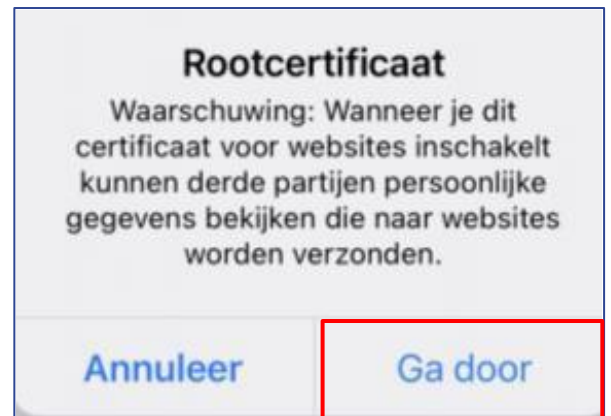 Rootcertificaat
Waarschuwing: Wanneer je dit
certificaat voor websites inschakelt
kunnen derde partijen persoonlijke
gegevens bekijken die naar websites
worden verzonden.
Annuleer
Ga door